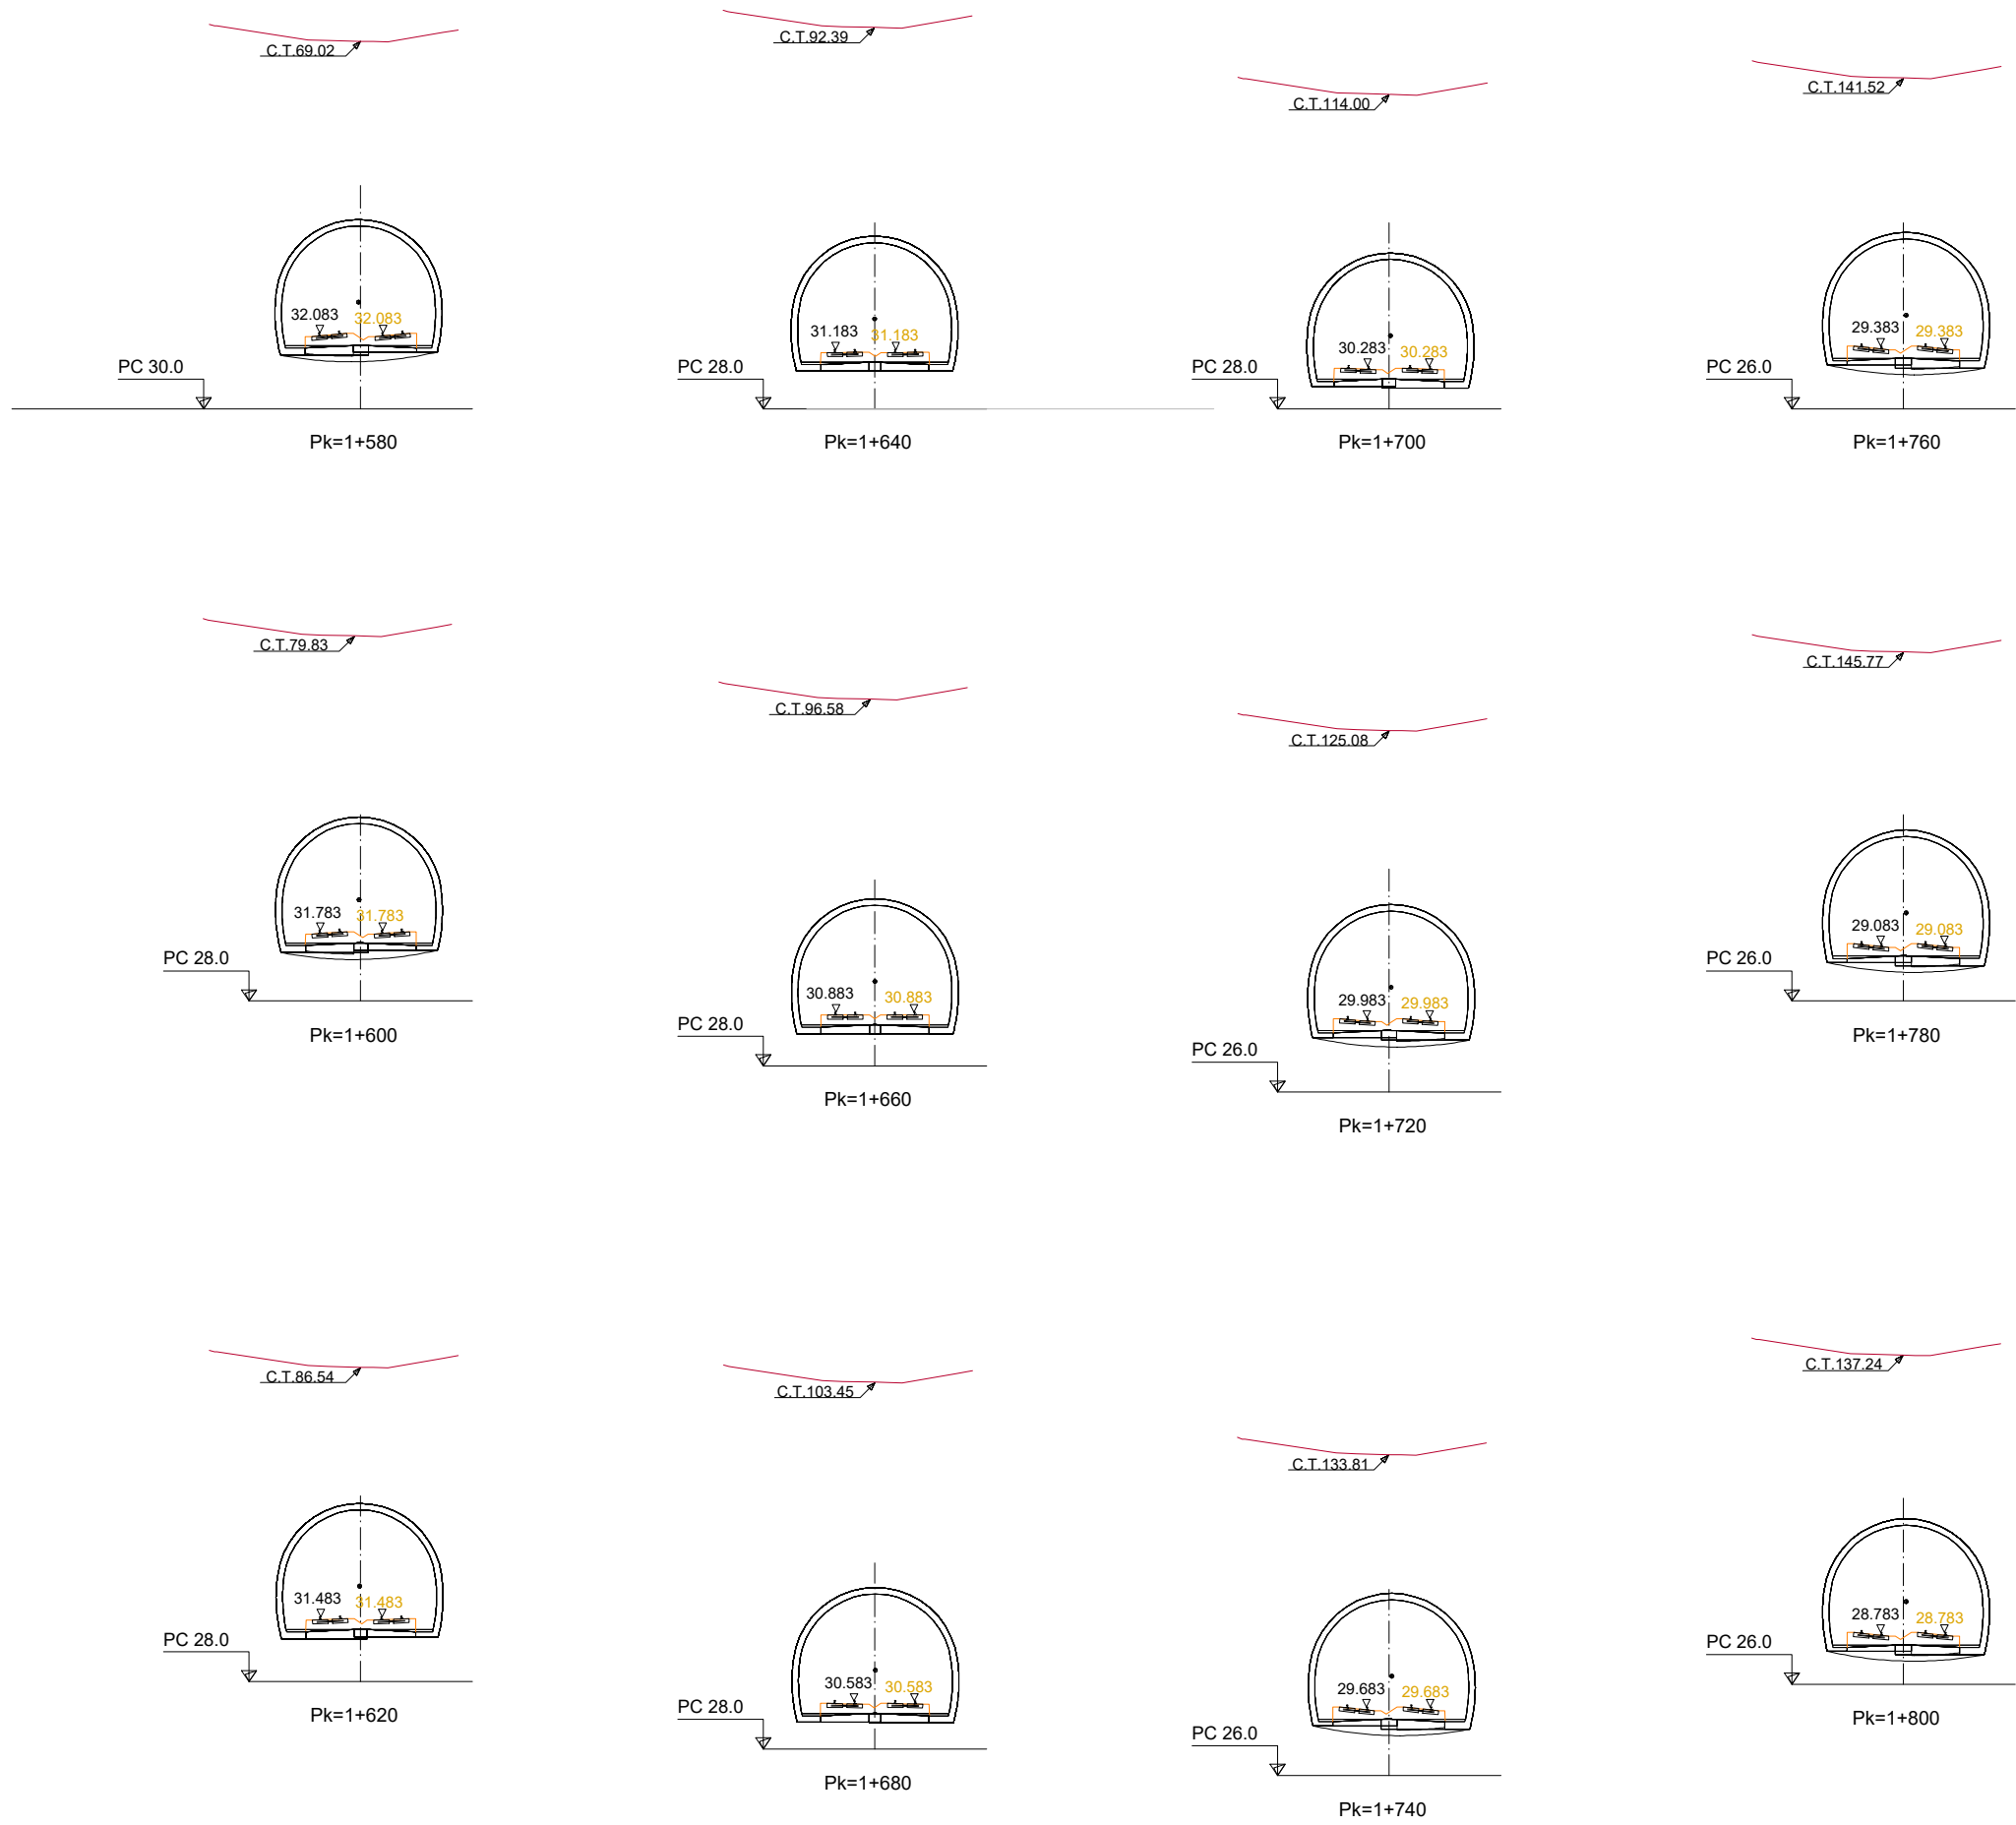 C.T.69.02
32.083 32.083
PC 30.0
Pk=1+580
C.T.79.83
31.783 31.783
PC 28.0
Pk=1+600
C.T.86.54
31.483 31.483
PC 28.0
Pk=1+620
C.T.92.39
31.183 31.183
PC 28.0
Pk=1+640
C.T.96.58
30.883 30.883
PC 28.0
Pk=1+660
C.T.103.45
30.583 30.583
PC 28.0
Pk=1+680
C.T.114.00
30.283 30.283
PC 28.0
Pk=1+700
C.T.125.08
29.983 29.983
PC 26.0
Pk=1+720
C.T.133.81
29.683 29.683
PC 26.0
Pk=1+740
C.T.141.52
29.383 29.383
PC 26.0
Pk=1+760
C.T.145.77
29.083 29.083
PC 26.0
Pk=1+780
C.T.137.24
28.783 28.783
PC 26.0
Pk=1+800